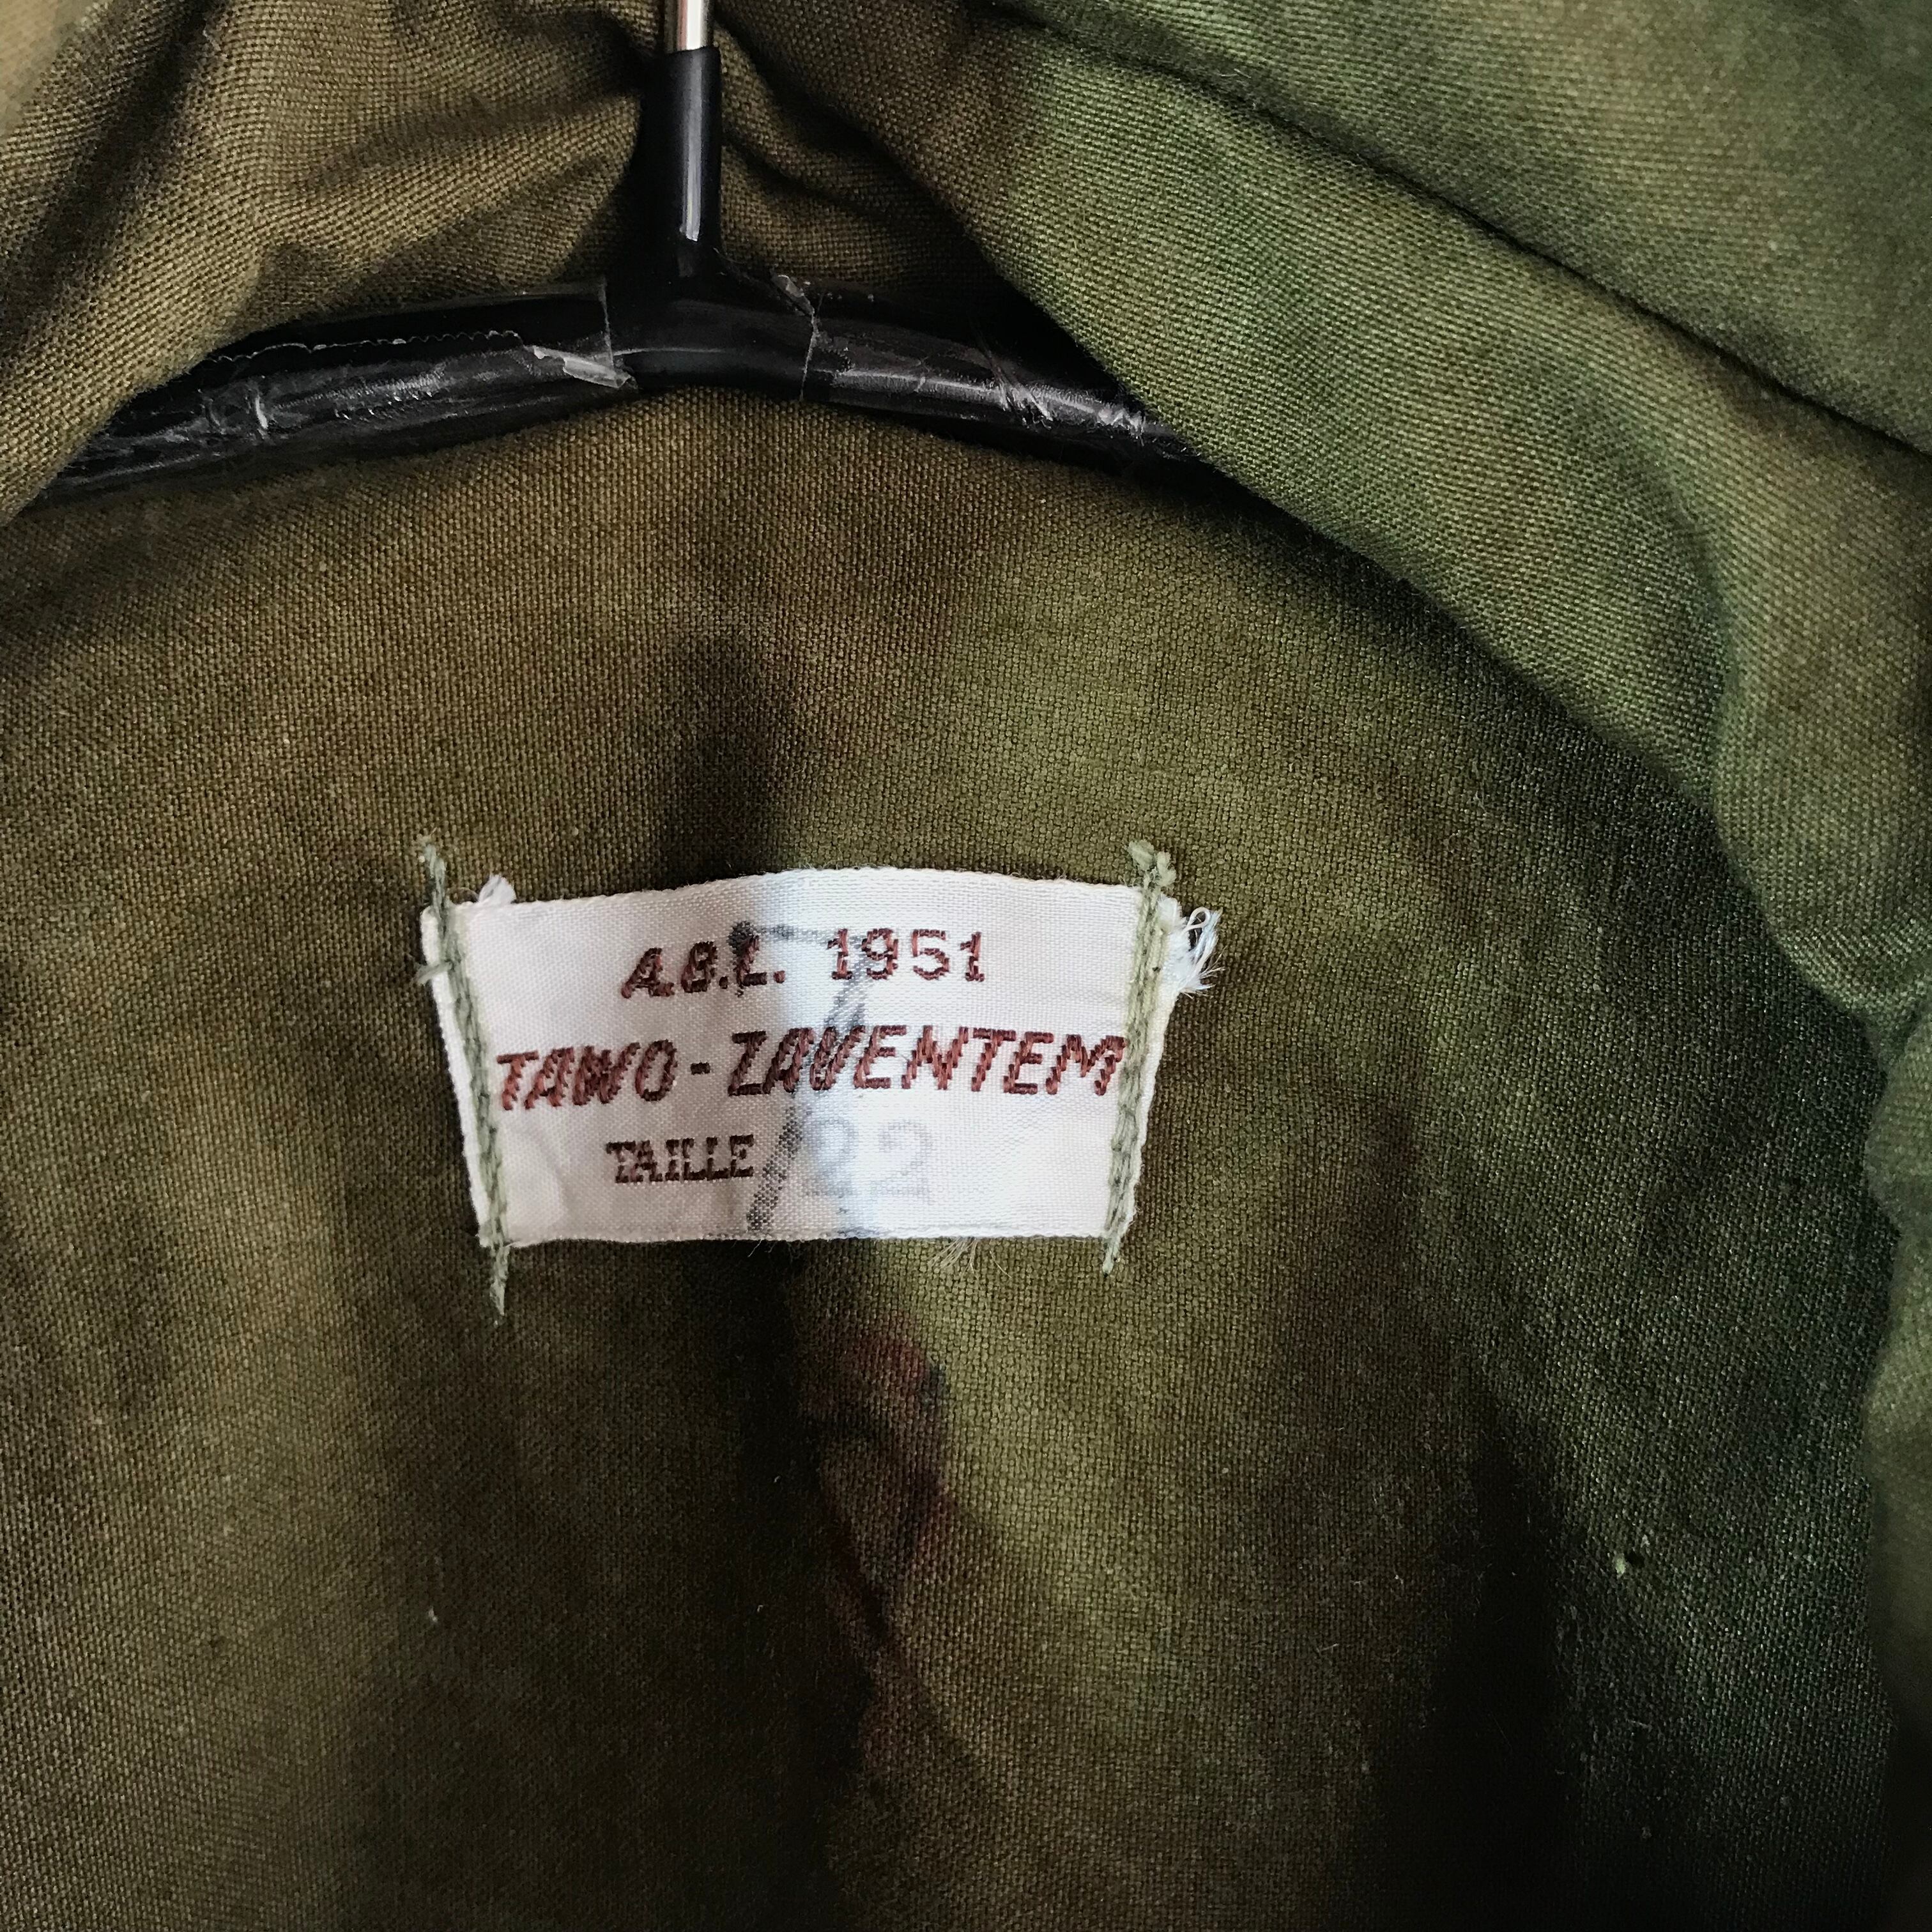 A.B.L. 1951
TAWO - ZAVENTEM
TAILLE 22